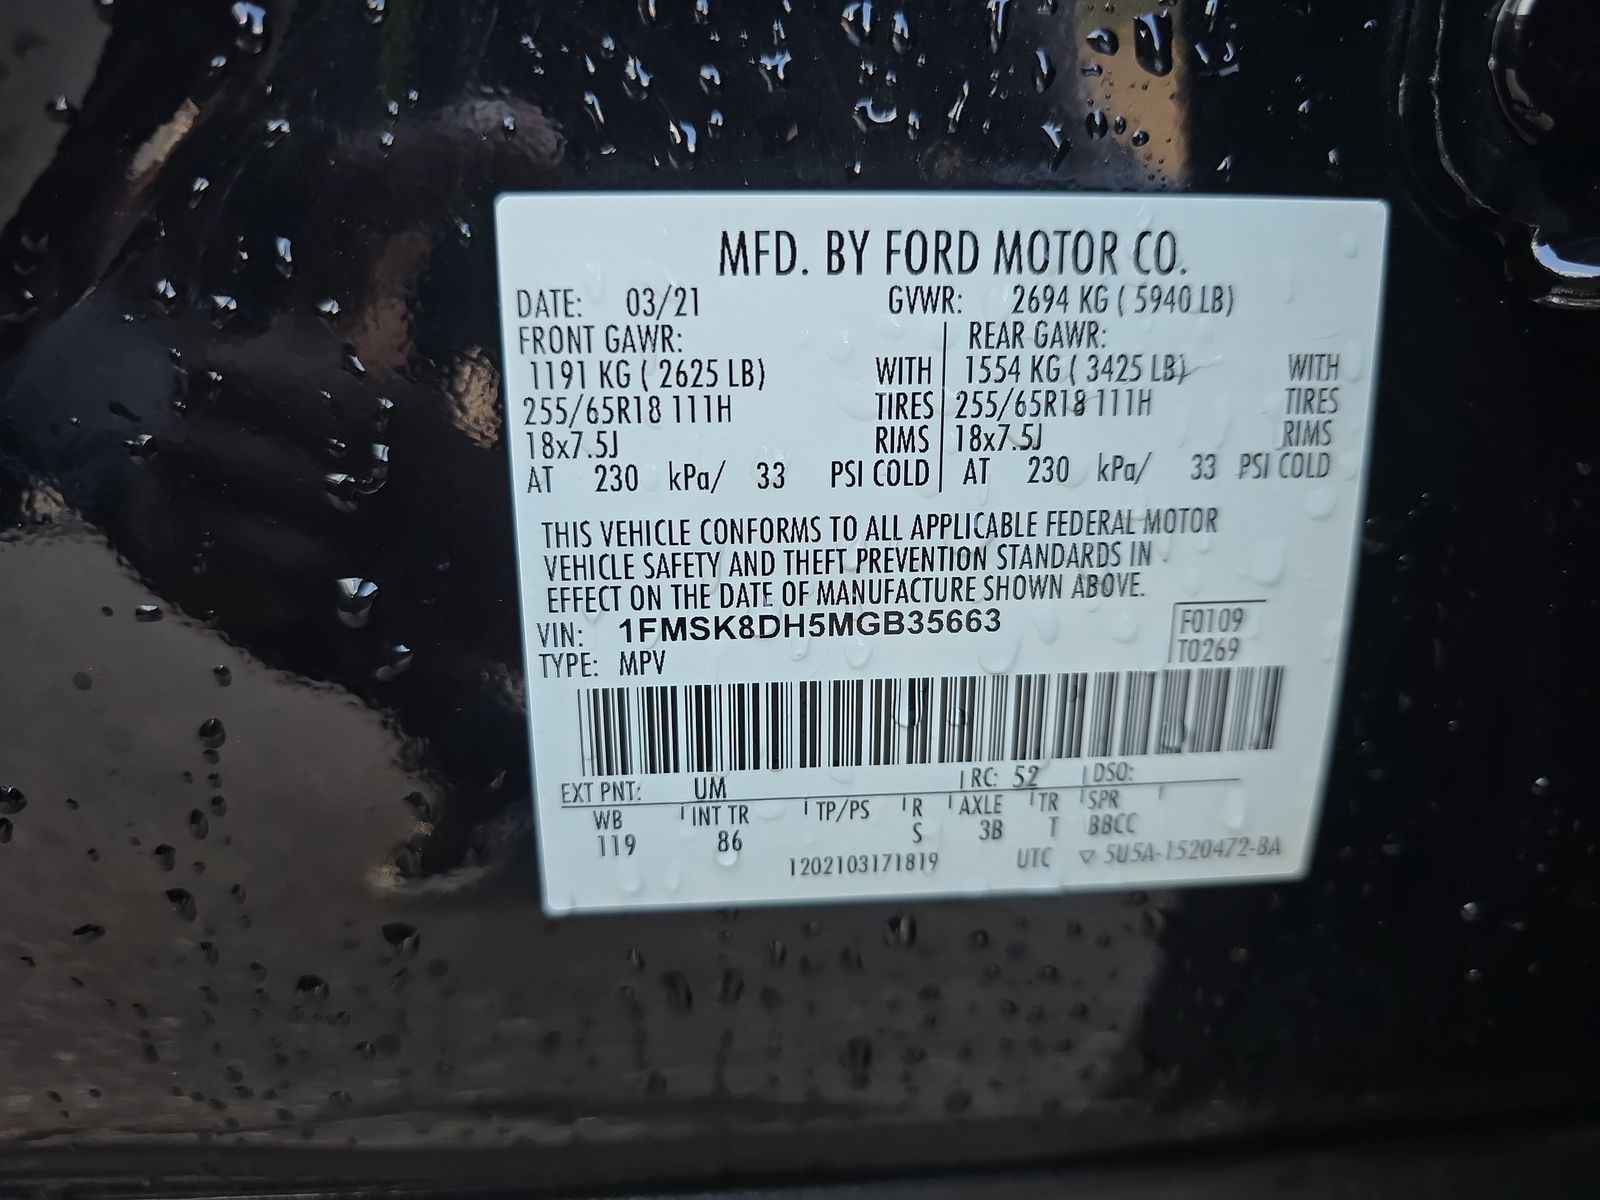 MFD. BY FORD MOTOR CO.
DATE: 03/21 GVWR: 2694 KG ( 5940 LB)
FRONT GAWR: REAR GAWR:
1191 KG ( 2625 LB) WITH 1554 KG ( 3425 LB) WITH
255/65R18 111H TIRES 255/65R18 111H TIRES
18x7.5J RIMS 18x7.5J RIMS
AT 230 kPa/ 33 PSI COLD AT 230 kPa/ 33 PSI COLD
THIS VEHICLE CONFORMS TO ALL APPLICABLE FEDERAL MOTOR
VEHICLE SAFETY AND THEFT PREVENTION STANDARDS IN
EFFECT ON THE DATE OF MANUFACTURE SHOWN ABOVE.
VIN: 1FMSK8DH5MGB35663 F0109
TYPE: MPV T0269
EXT PNT: UM RC: 52 DSO:
WB INT TR TP/PS R AXLE TR SPR
119 86 S 3B T BBCC
1202103171819 UTC ▽ 5U5A-1520472-BA